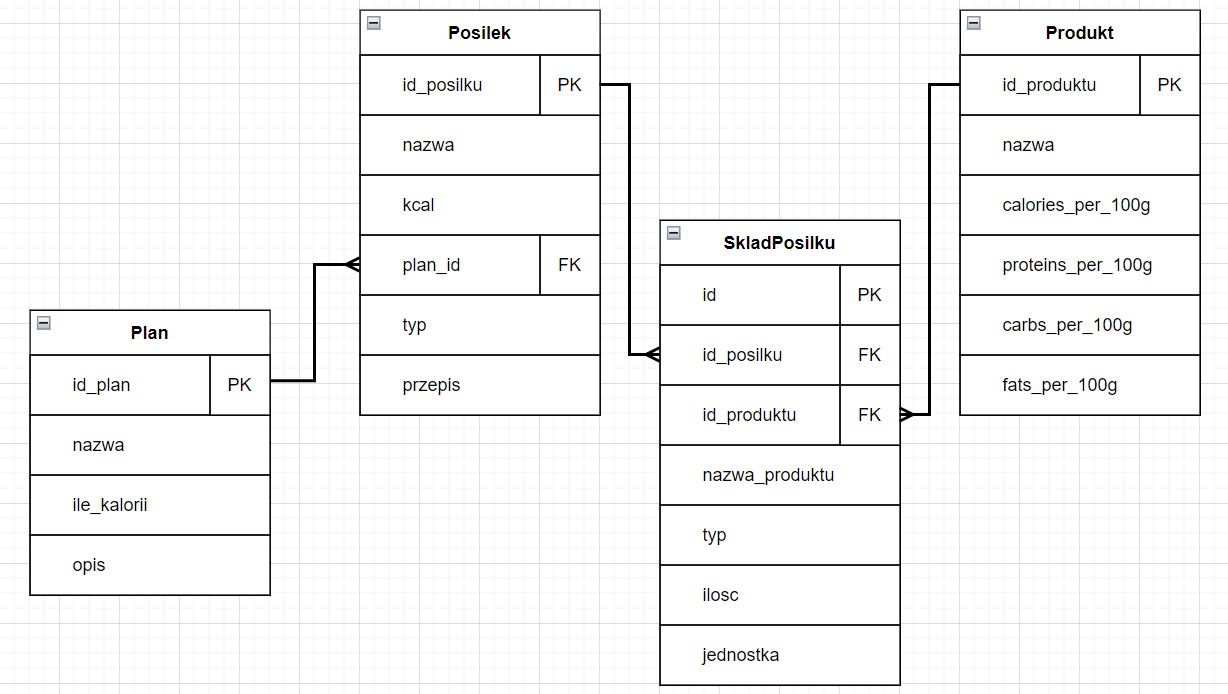 Posilek
id_posilku PK
nazwa
kcal
plan_id FK
typ
przepis
Produkt
id_produktu PK
nazwa
calories_per_100g
proteins_per_100g
carbs_per_100g
fats_per_100g
SkladPosilku
id PK
id_posilku FK
id_produktu FK
nazwa_produktu
typ
ilosc
jednostka
Plan
id_plan PK
nazwa
ile_kalorii
opis